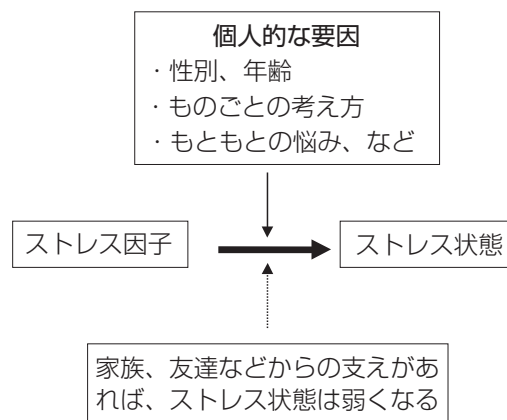 個人的な要因
・性別、年齢
・ものごとの考え方
・もともとの悩み、など
ストレス因子
ストレス状態
家族、友達などからの支えがあ
れば、ストレス状態は弱くなる